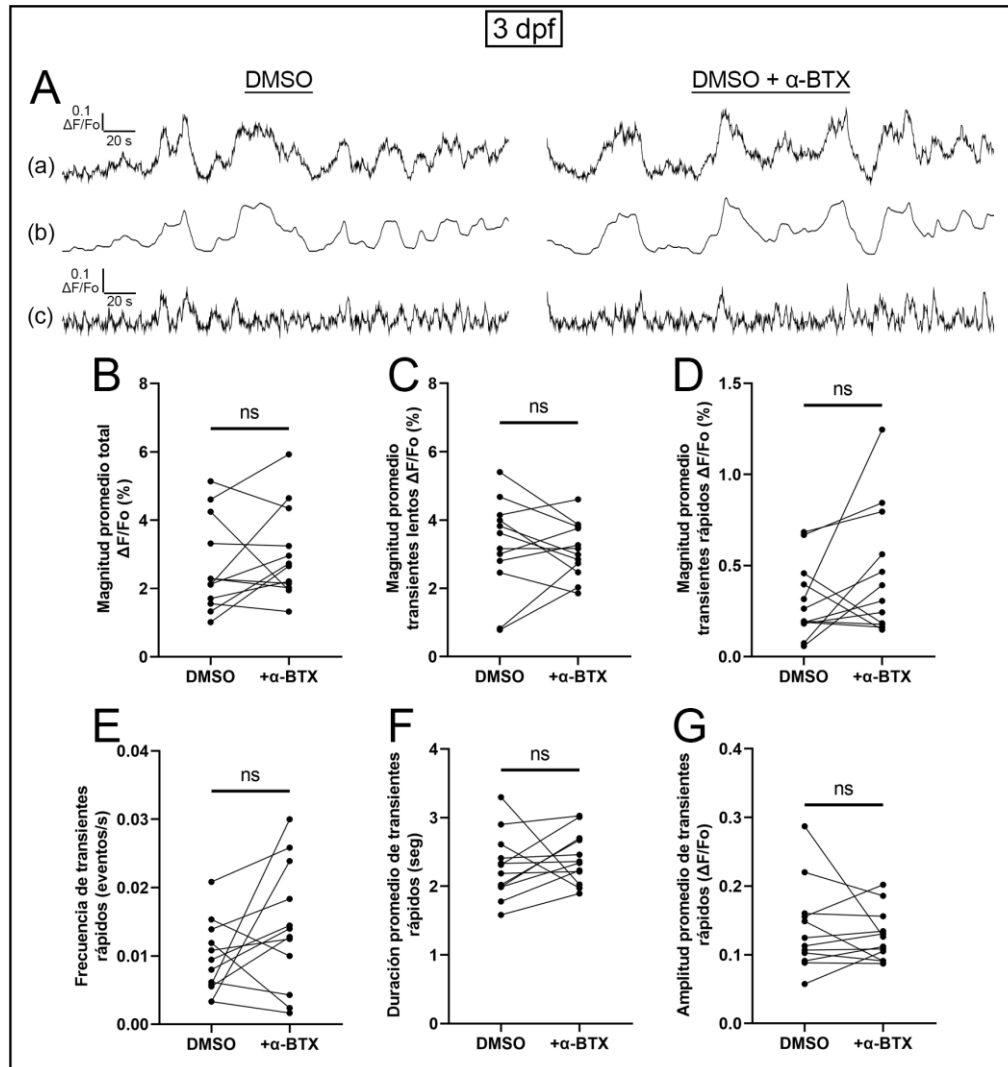 3 dpf
A
DMSO
DMSO + α-BTX
0.1
ΔF/Fo
20 s
(a)
(b)
0.1
ΔF/Fo
20 s
(c)
B
Magnitud promedio total
ΔF/Fo (%)
8
6
4
2
0
ns
DMSO
+α-BTX
C
Magnitud promedio
transientes lentos ΔF/Fo (%)
8
6
4
2
0
ns
DMSO
+α-BTX
D
Magnitud promedio
transientes rápidos ΔF/Fo (%)
1.5
1.0
0.5
0.0
ns
DMSO
+α-BTX
E
Frecuencia de transientes
rápidos (eventos/s)
0.04
0.03
0.02
0.01
0.00
ns
DMSO
+α-BTX
F
Duración promedio de transientes
rápidos (seg)
4
3
2
1
0
ns
DMSO
+α-BTX
G
Amplitud promedio de transientes
rápidos (ΔF/Fo)
0.4
0.3
0.2
0.1
0.0
ns
DMSO
+α-BTX